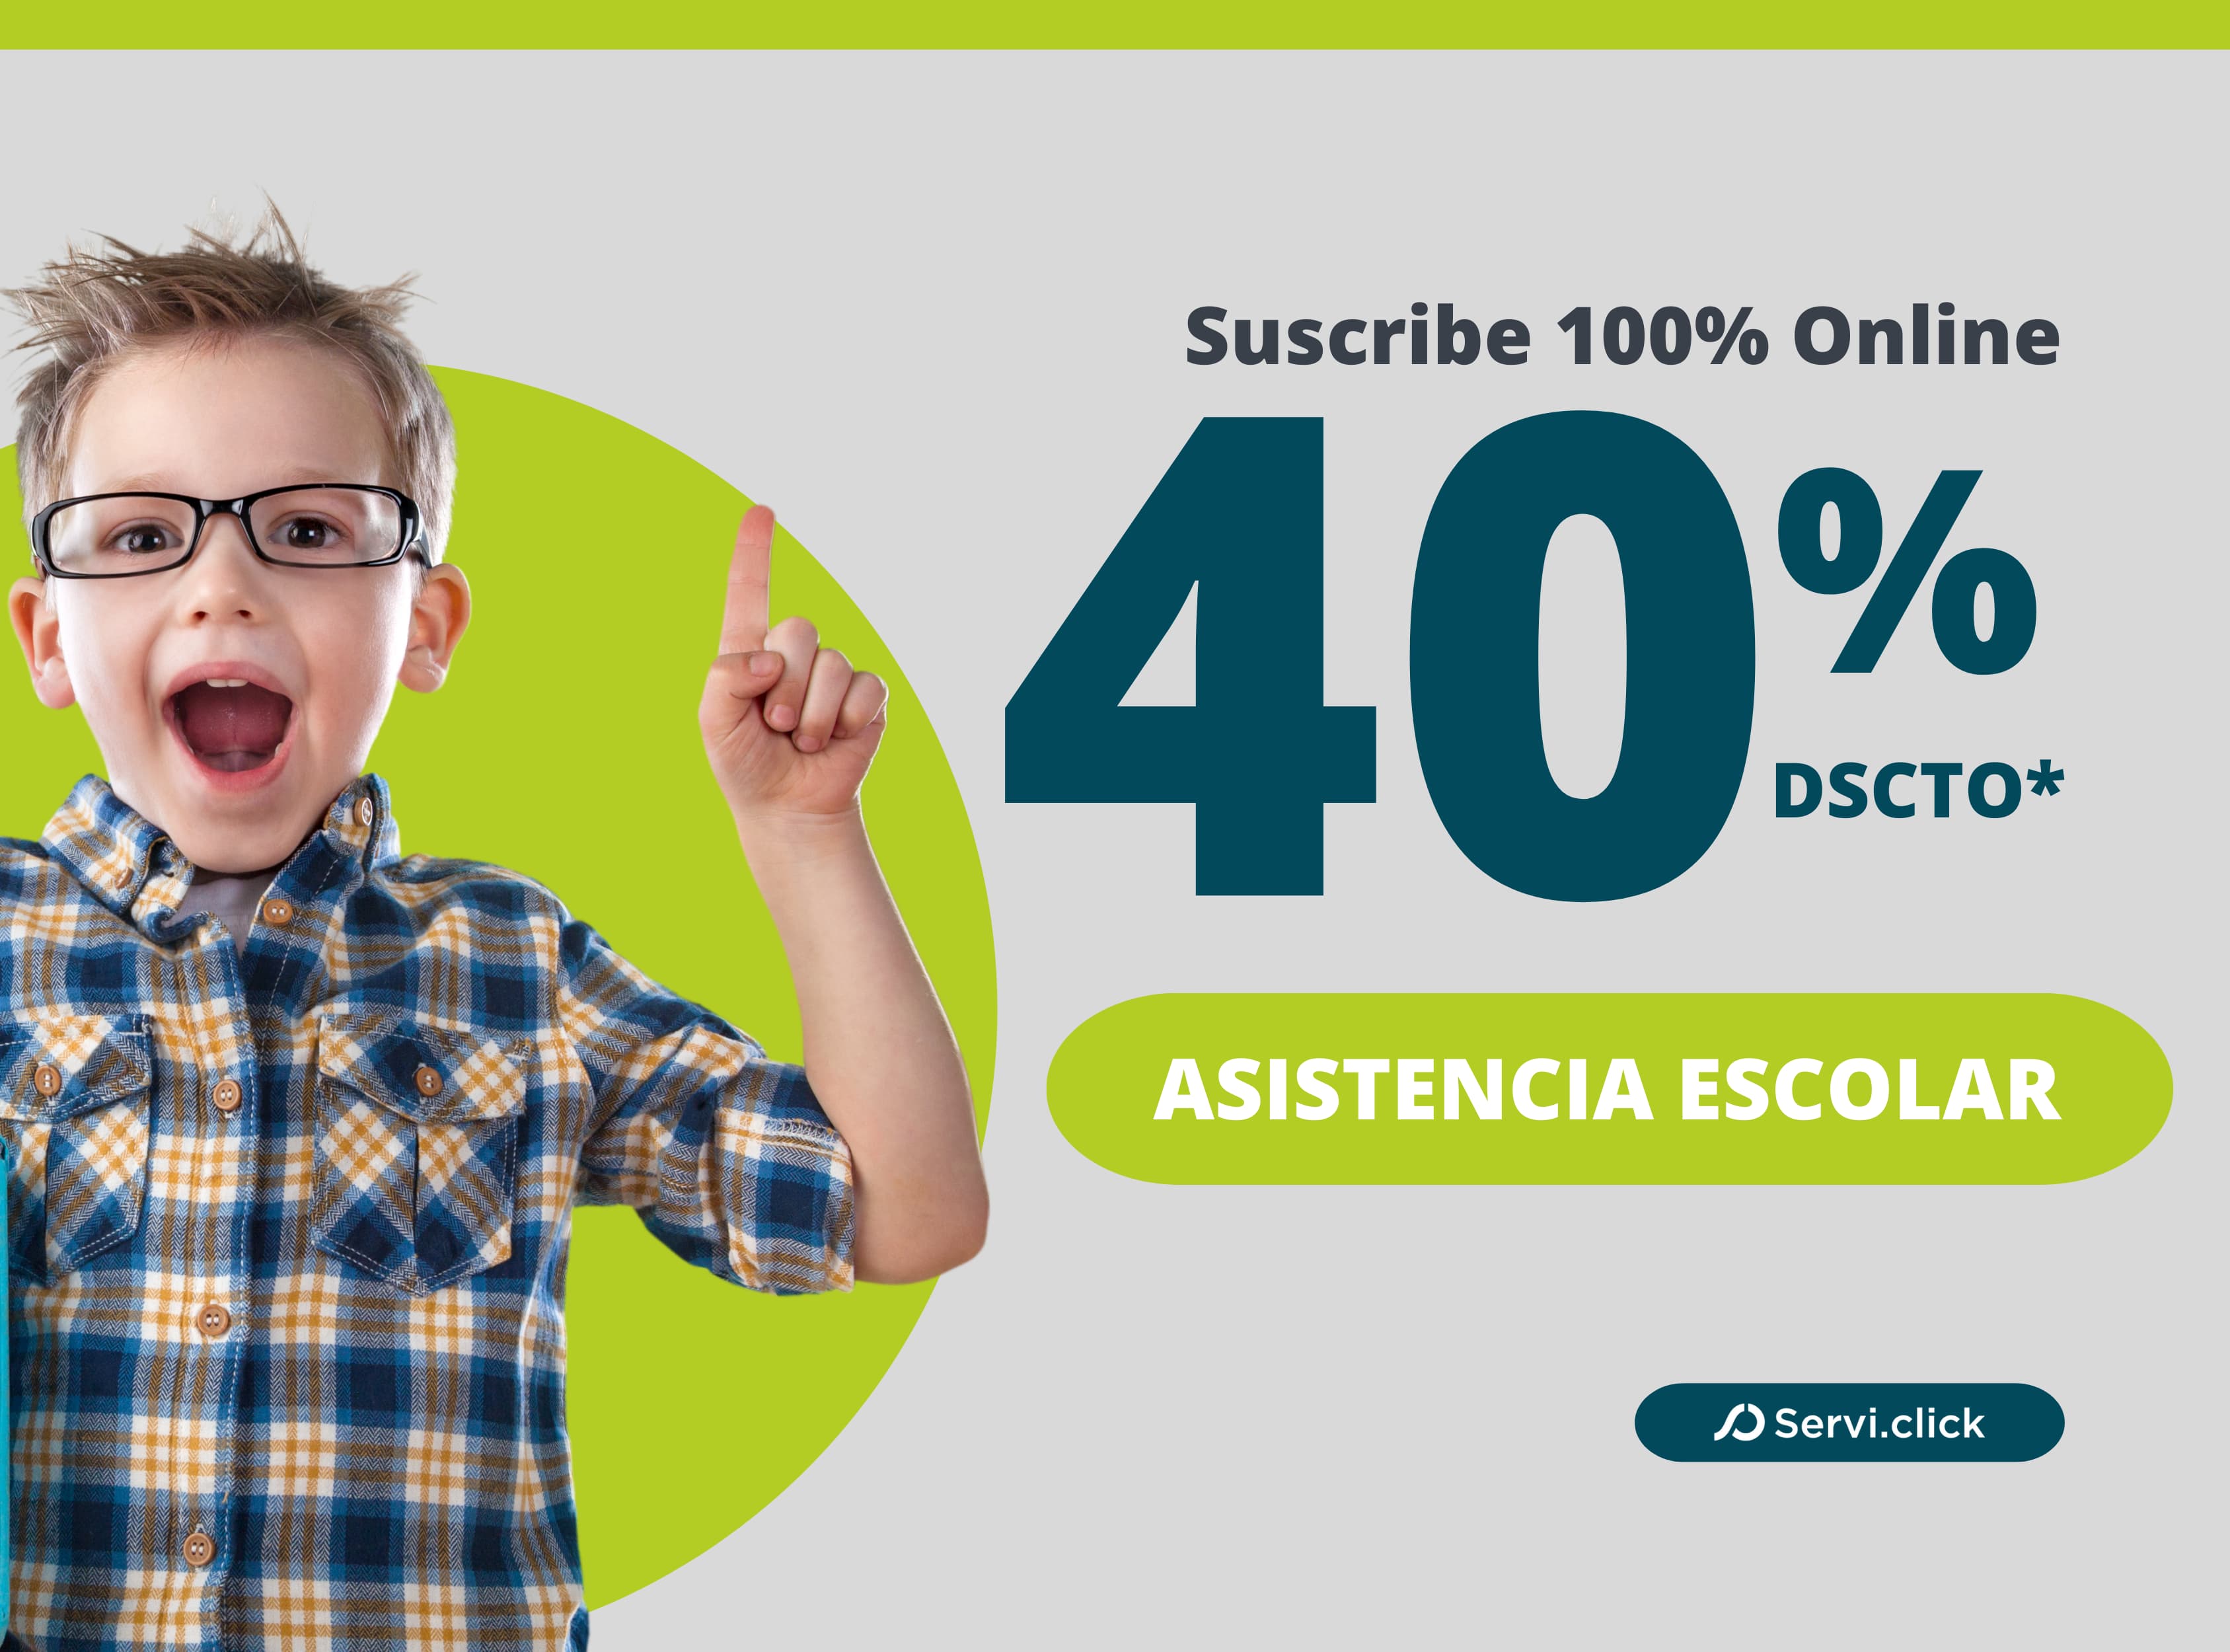 Suscribe 100% Online
40%
DSCTO*
ASISTENCIA ESCOLAR
Servi.click